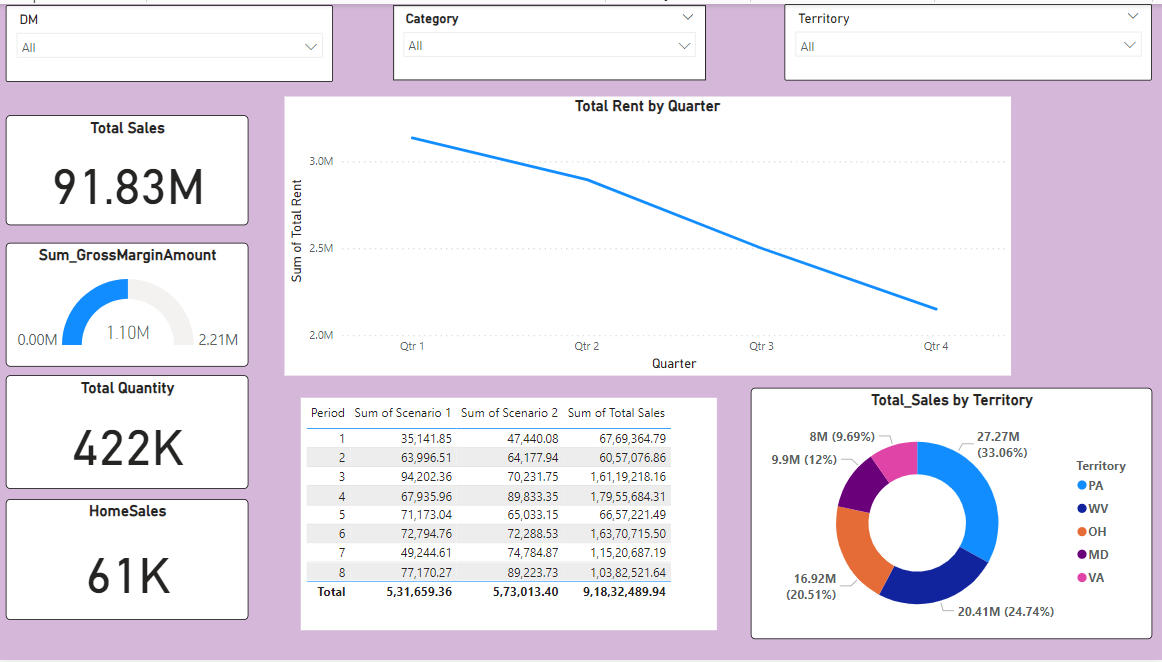 DM
All
Category
All
Territory
All
Total Sales
91.83M
Sum_GrossMarginAmount
0.00M
1.10M
2.21M
Total Quantity
422K
HomeSales
61K
Total Rent by Quarter
Sum of Total Rent
3.0M
2.5M
2.0M
Qtr 1 Qtr 2 Qtr 3 Qtr 4
Quarter
Period Sum of Scenario 1 Sum of Scenario 2 Sum of Total Sales
1 35,141.85 47,440.08 67,69,364.79
2 63,996.51 64,177.94 60,57,076.86
3 94,202.36 70,231.75 1,61,19,218.16
4 67,935.96 89,833.35 1,79,55,684.31
5 71,173.04 65,033.15 66,57,221.49
6 72,794.76 72,288.53 1,63,70,715.50
7 49,244.61 74,784.87 1,15,20,687.19
8 77,170.27 89,223.73 1,03,82,521.64
Total 5,31,659.36 5,73,013.40 9,18,32,489.94
Total_Sales by Territory
8M (9.69%)
9.9M (12%)
27.27M
(33.06%)
16.92M
(20.51%)
20.41M (24.74%)
Territory
PA
WV
OH
MD
VA